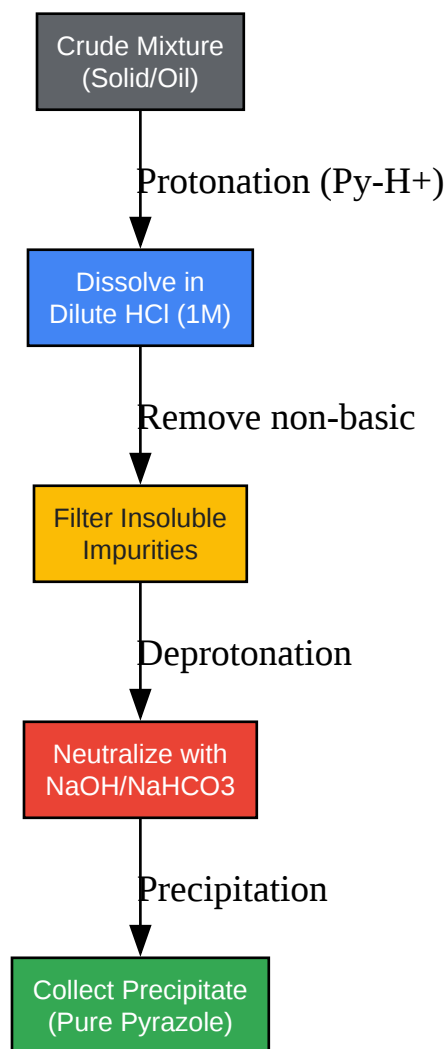 Crude Mixture
(Solid/Oil)
Protonation (Py-H+)
Dissolve in
Dilute HCl (1M)
Remove non-basic
Filter Insoluble
Impurities
Deprotonation
Neutralize with
NaOH/NaHCO3
Precipitation
Collect Precipitate
(Pure Pyrazole)